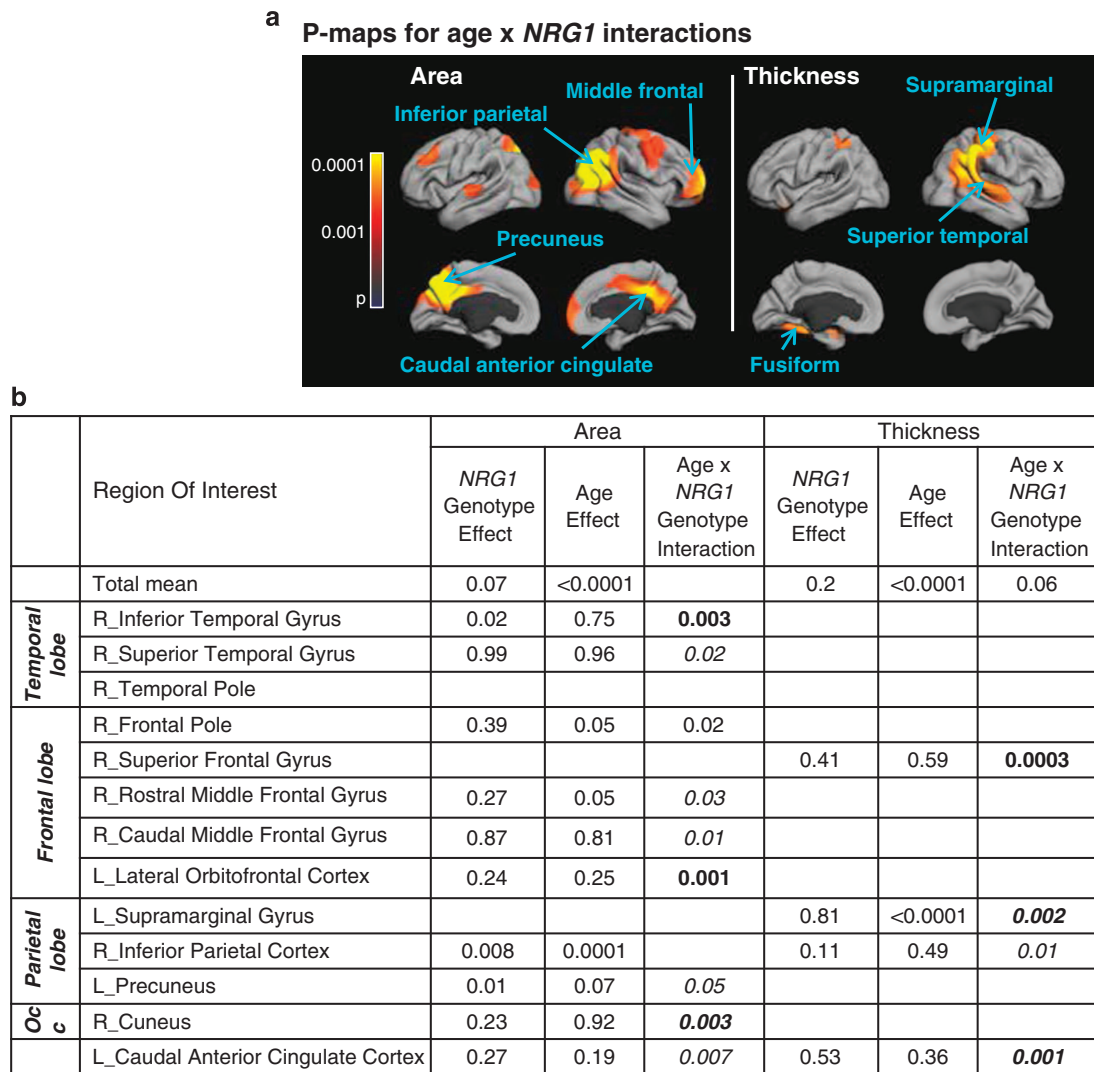 a
P-maps for age x NRG1 interactions
Area
Thickness
Inferior parietal
Middle frontal
Supramarginal
0.0001
0.001
p
Precuneus
Superior temporal
Caudal anterior cingulate
Fusiform
b
Region Of Interest
Area
Thickness
NRG1 Genotype Effect
Age Effect
Age x NRG1 Genotype Interaction
NRG1 Genotype Effect
Age Effect
Age x NRG1 Genotype Interaction
Total mean 0.07 <0.0001 0.2 <0.0001 0.06
Temporal lobe
R_Inferior Temporal Gyrus 0.02 0.75 0.003
R_Superior Temporal Gyrus 0.99 0.96 0.02
R_Temporal Pole
Frontal lobe
R_Frontal Pole 0.39 0.05 0.02
R_Superior Frontal Gyrus 0.41 0.59 0.0003
R_Rostral Middle Frontal Gyrus 0.27 0.05 0.03
R_Caudal Middle Frontal Gyrus 0.87 0.81 0.01
L_Lateral Orbitofrontal Cortex 0.24 0.25 0.001
Parietal lobe
L_Supramarginal Gyrus 0.81 <0.0001 0.002
R_Inferior Parietal Cortex 0.008 0.0001 0.11 0.49 0.01
L_Precuneus 0.01 0.07 0.05
Oc c
R_Cuneus 0.23 0.92 0.003
L_Caudal Anterior Cingulate Cortex 0.27 0.19 0.007 0.53 0.36 0.001